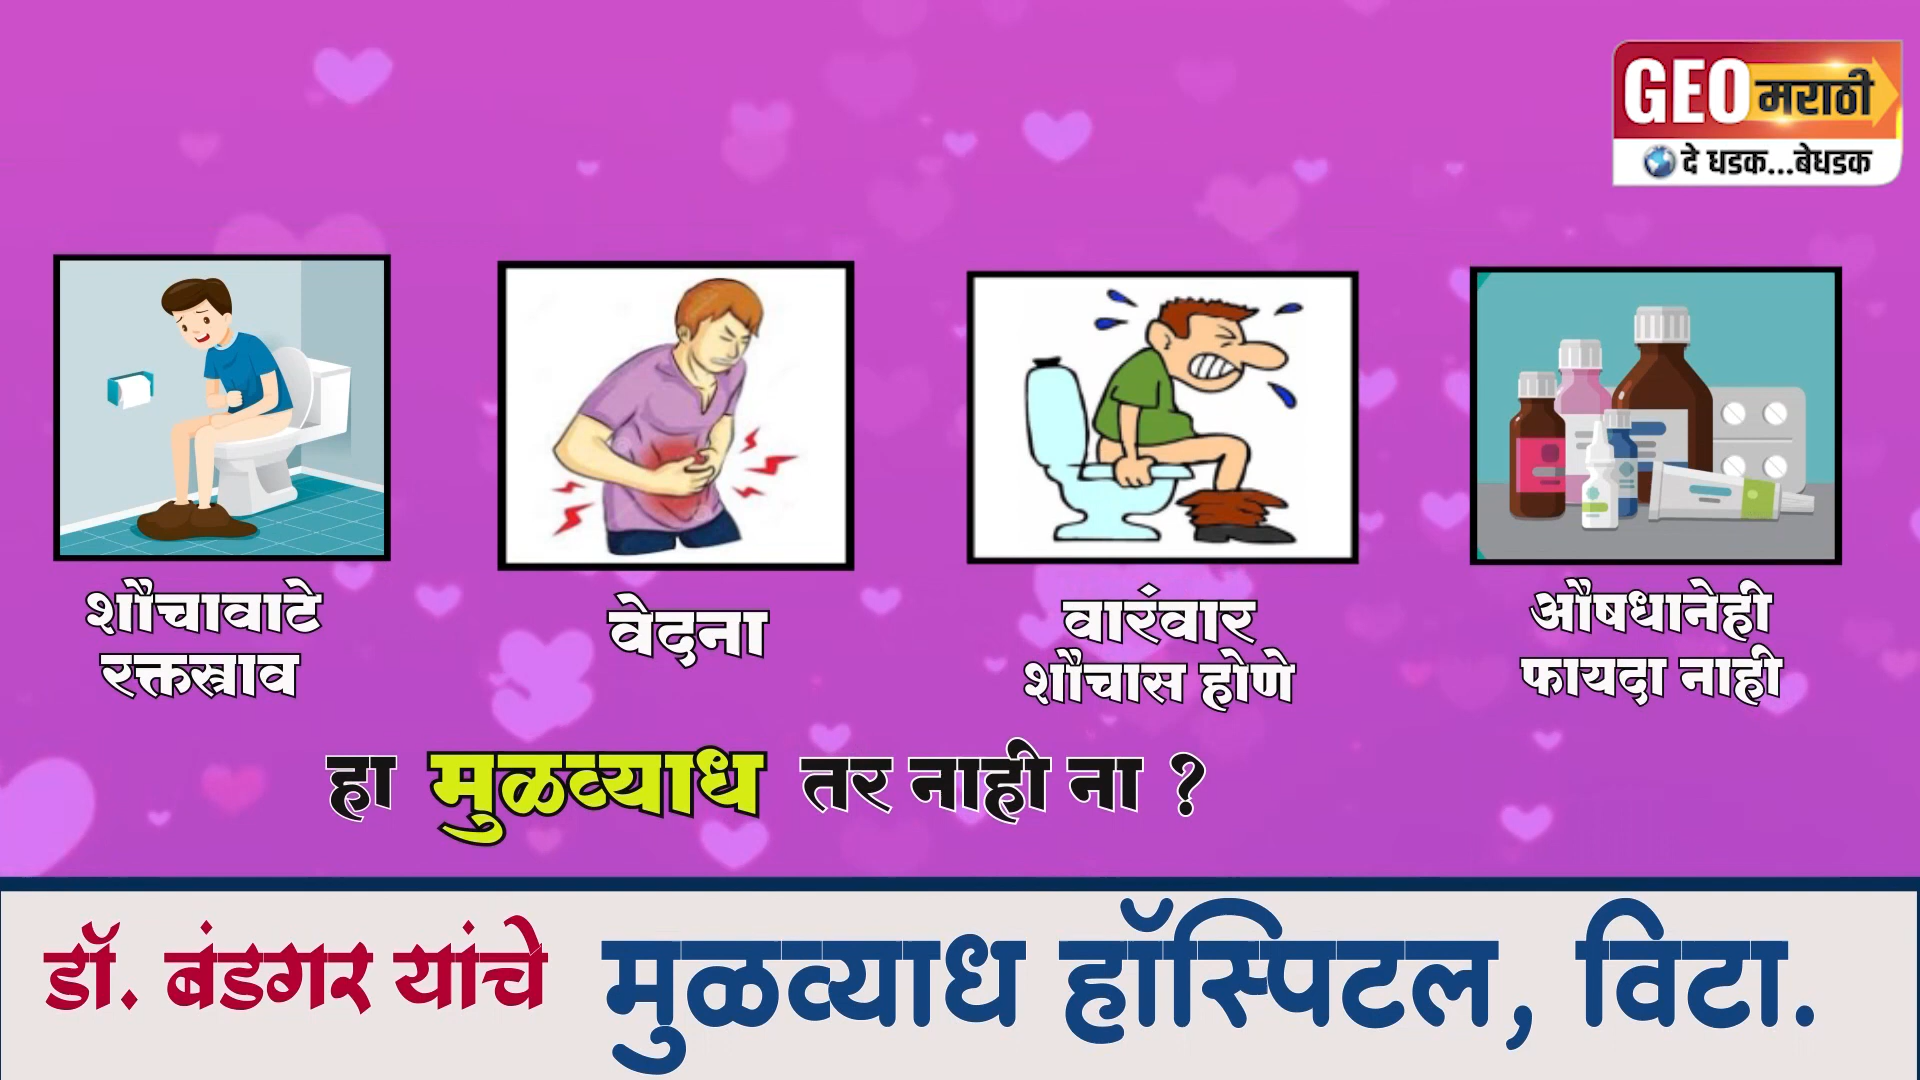 GEO मराठी
दे धडक...बेधडक
शौचावाटे
रक्तस्त्राव
वेदना
वारंवार
शौचास होणे
औषधानेही
फायदा नाही
हा मुळव्याध तर नाही ना ?
डॉ. बंडगर यांचे मुळव्याध हॉस्पिटल, विटा.